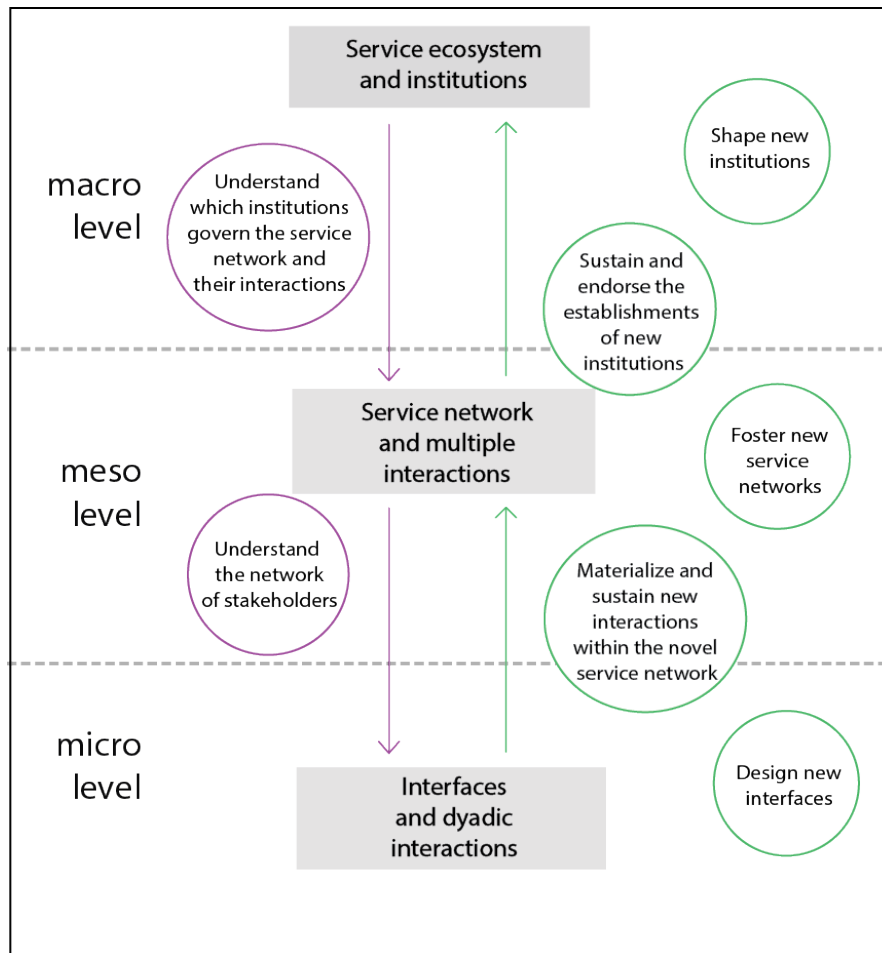 Service ecosystem
and institutions
macro
level
Understand
which institutions
govern the service
network and
their interactions
Shape new
institutions
Sustain and
endorse the
establishments
of new
institutions
meso
level
Service network
and multiple
interactions
Foster new
service
networks
Understand
the network
of stakeholders
Materialize and
sustain new
interactions
within the novel
service network
micro
level
Interfaces
and dyadic
interactions
Design new
interfaces